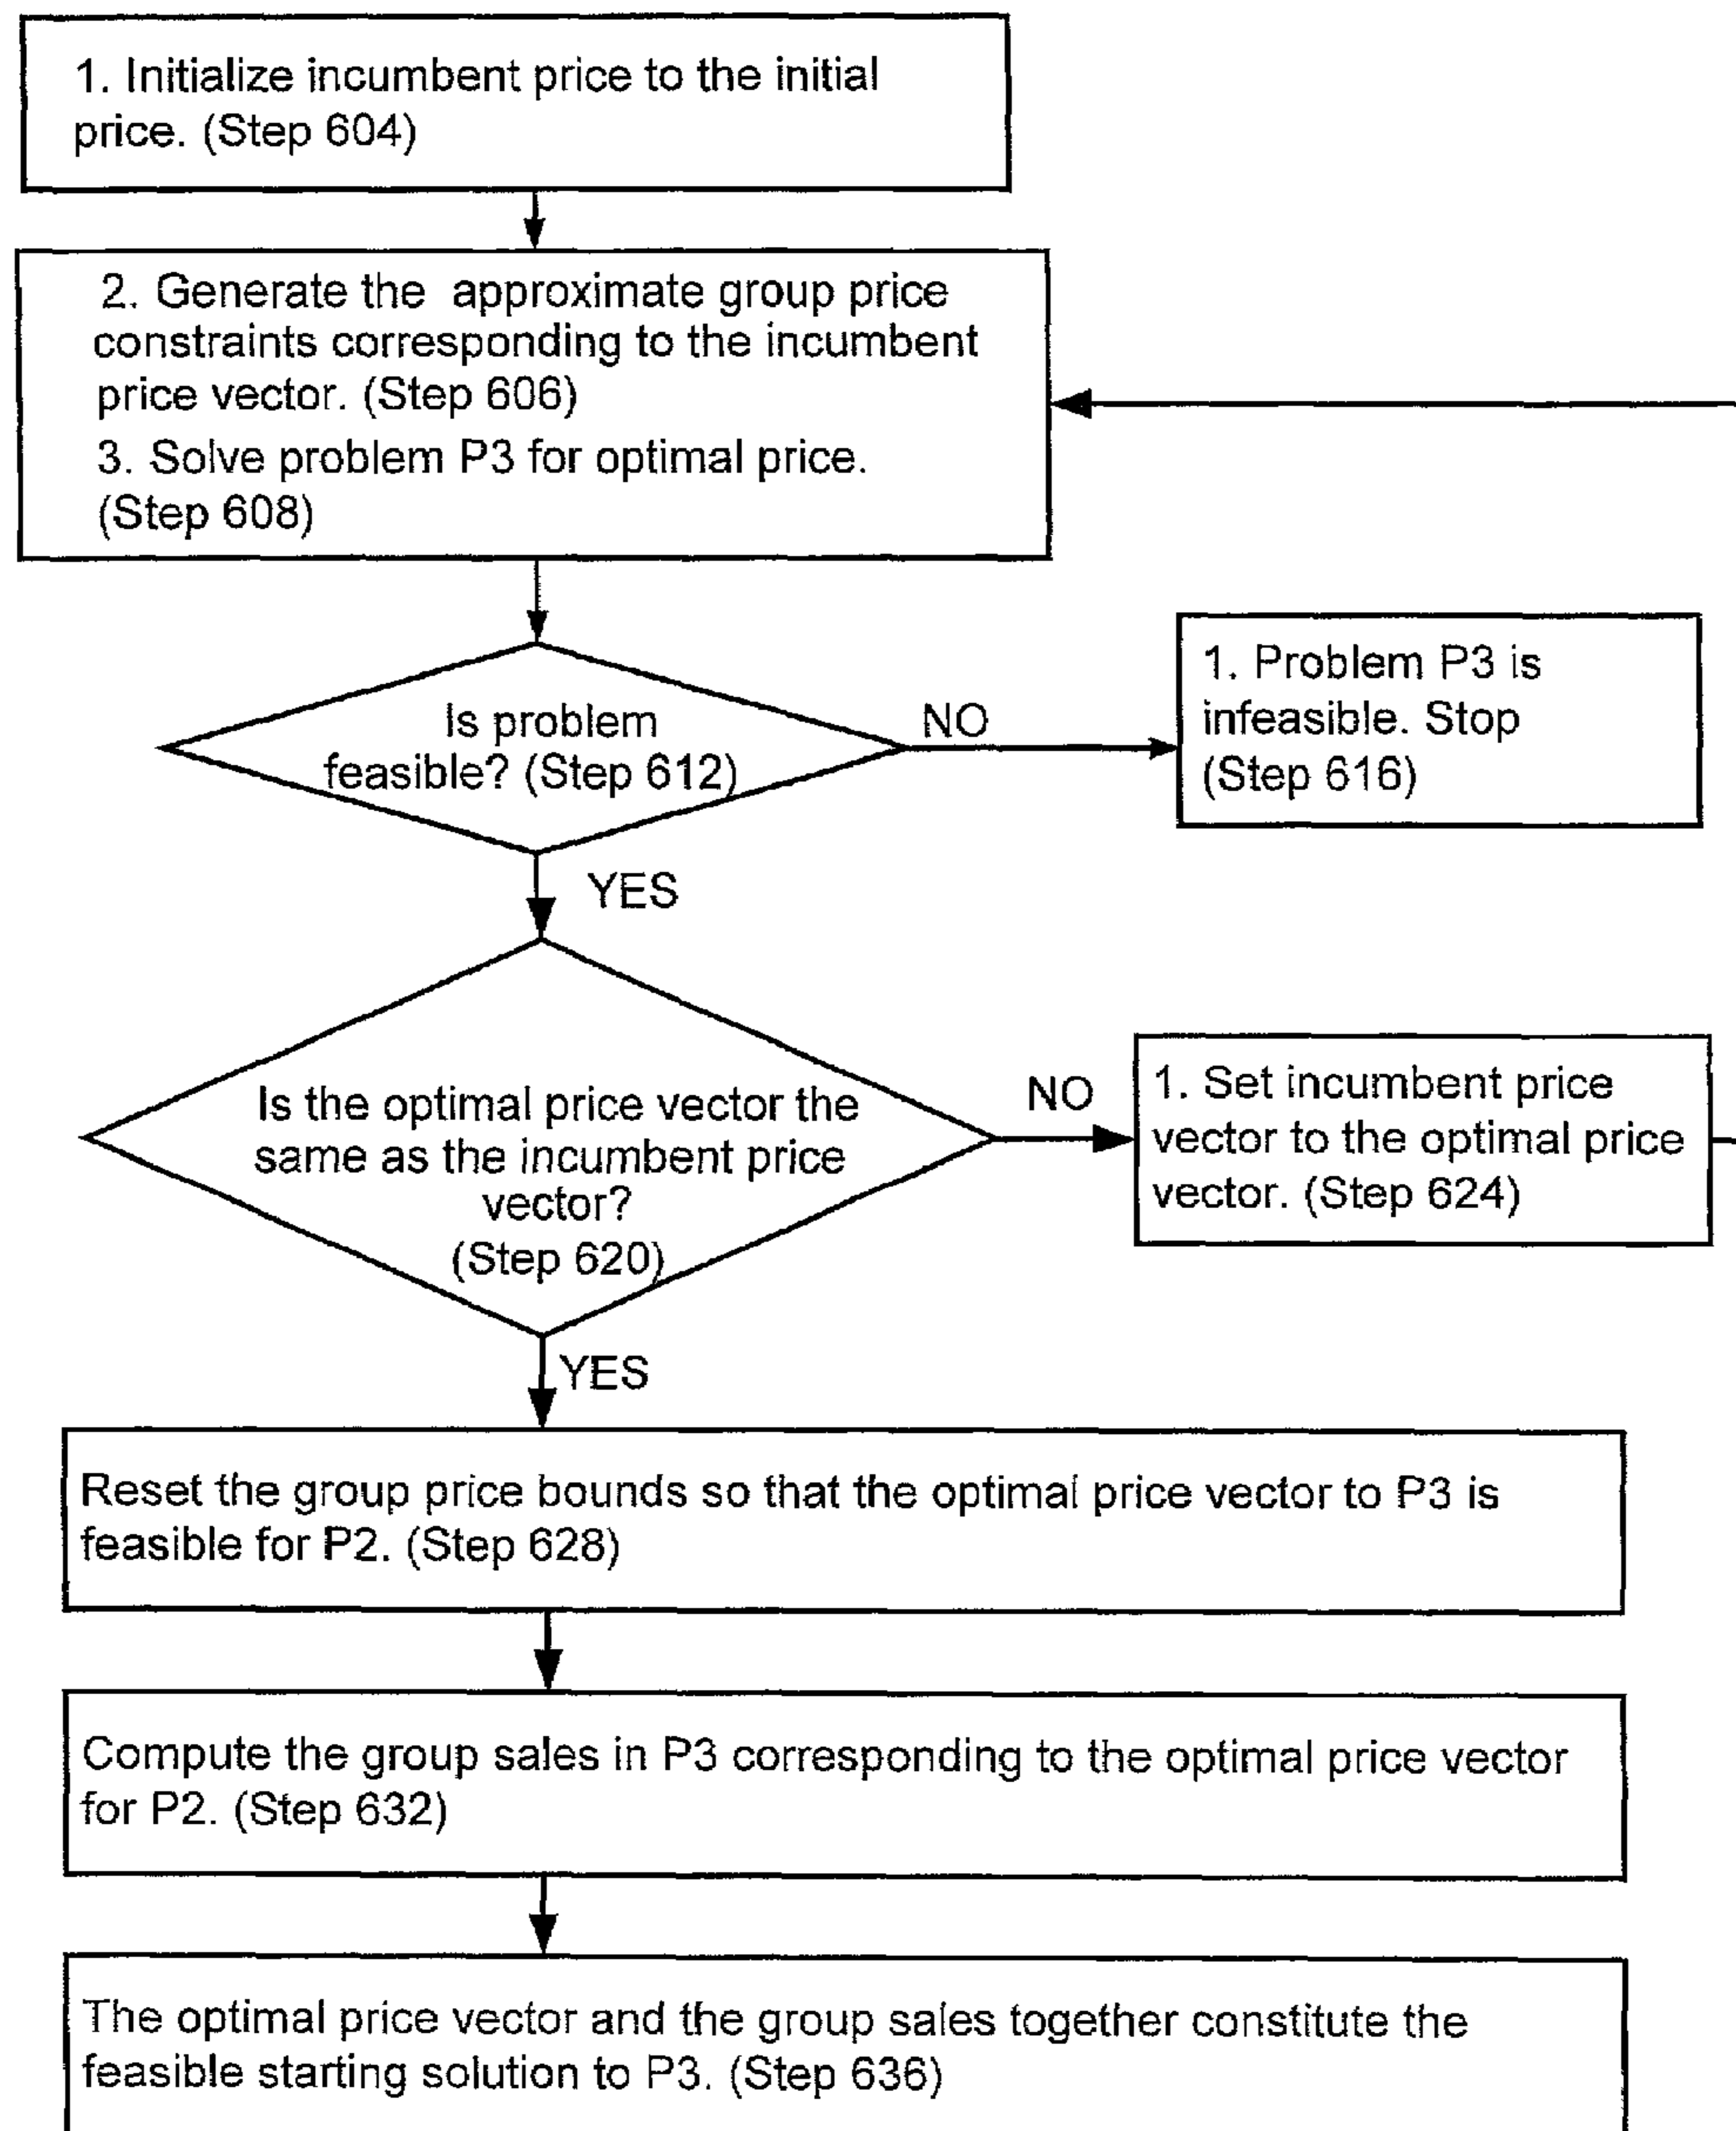 1. Initialize incumbent price to the initial
price. (Step 604)
2. Generate the approximate group price
constraints corresponding to the incumbent
price vector. (Step 606)
3. Solve problem P3 for optimal price.
(Step 608)
Is problem
feasible? (Step 612)
NO
1. Problem P3 is
infeasible. Stop
(Step 616)
YES
Is the optimal price vector the
same as the incumbent price
vector?
(Step 620)
NO
1. Set incumbent price
vector to the optimal price
vector. (Step 624)
YES
Reset the group price bounds so that the optimal price vector to P3 is
feasible for P2. (Step 628)
Compute the group sales in P3 corresponding to the optimal price vector
for P2. (Step 632)
The optimal price vector and the group sales together constitute the
feasible starting solution to P3. (Step 636)